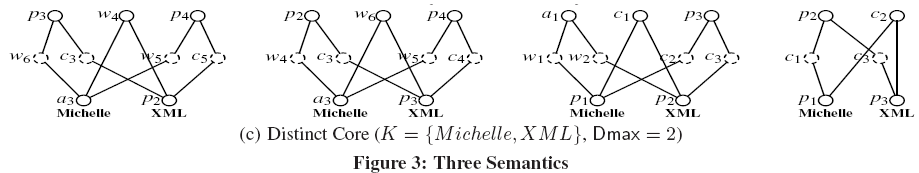 p3 w4 p4 p2 w6 p4 a1 c1 p3 p2 c2
w6 c3 w5 c5 w4 c3 w5 c4 w1 w2 c2 c3 c1 c3
a3 p2 a3 p3 p1 p2 p1 p3
Michelle XML Michelle XML Michelle XML Michelle XML
(c) Distinct Core (K = {Michelle, XML}, Dmax = 2)
Figure 3: Three Semantics